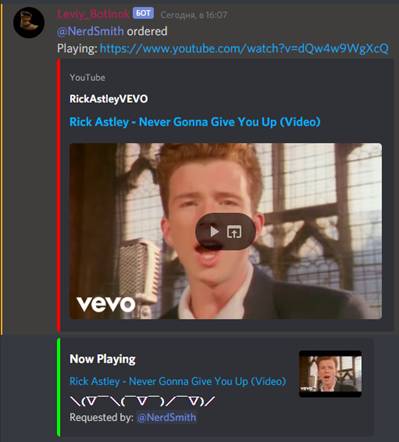 Leviy_Botinok БОТ Сегодня, в 16:07
@NerdSmith ordered
Playing: https://www.youtube.com/watch?v=dQw4w9WgXcQ
YouTube
RickAstleyVEVO
Rick Astley - Never Gonna Give You Up (Video)
vevo
Now Playing
Rick Astley - Never Gonna Give You Up (Video)
＼(▽￣＼(￣▽￣)／￣▽)／
Requested by: @NerdSmith